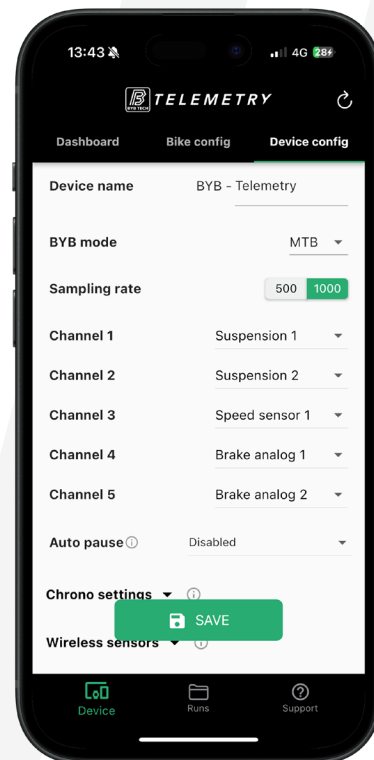 13:43 4G 28
BYB TECH TELEMETRY
Dashboard Bike config Device config
Device name BYB - Telemetry
BYB mode MTB
Sampling rate 500 1000
Channel 1 Suspension 1
Channel 2 Suspension 2
Channel 3 Speed sensor 1
Channel 4 Brake analog 1
Channel 5 Brake analog 2
Auto pause Disabled
Chrono settings
SAVE
Wireless sensors
Device Runs Support